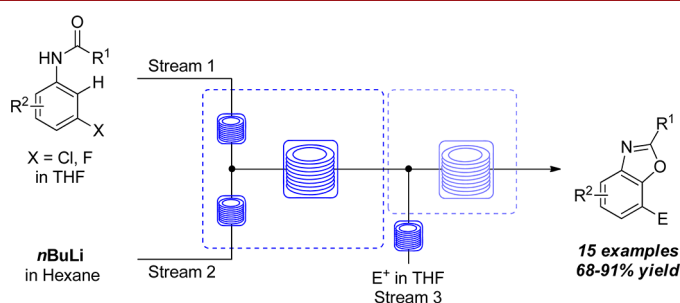 O
HN
R1
H
R2
X
X = Cl, F
in THF
Stream 1
nBuLi
in Hexane
Stream 2
E+ in THF
Stream 3
R1
N
O
R2
E
15 examples
68-91% yield